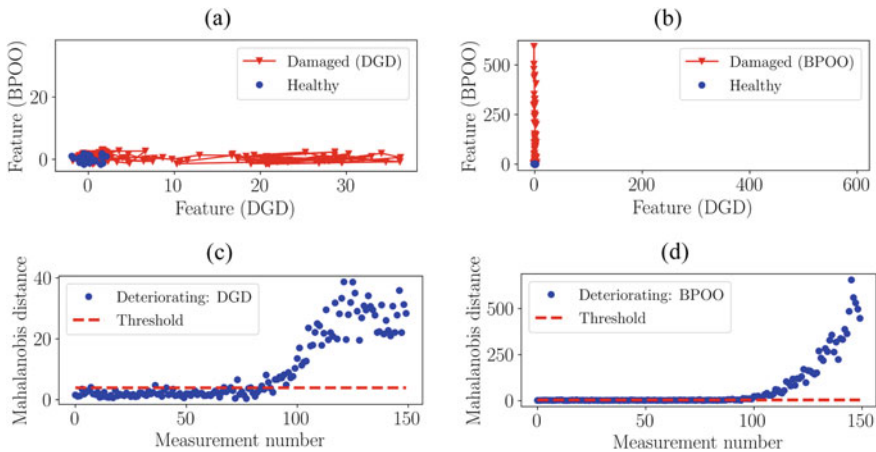 (a)
Feature (BPOO)
20
0
Damaged (DGD)
Healthy
0
10
20
30
Feature (DGD)
(b)
Feature (BPOO)
500
250
0
Damaged (BPOO)
Healthy
0
200
400
600
Feature (DGD)
(c)
Mahalanobis distance
40
20
0
Deteriorating: DGD
Threshold
0
50
100
150
Measurement number
(d)
Mahalanobis distance
500
250
0
Deteriorating: BPOO
Threshold
0
50
100
150
Measurement number